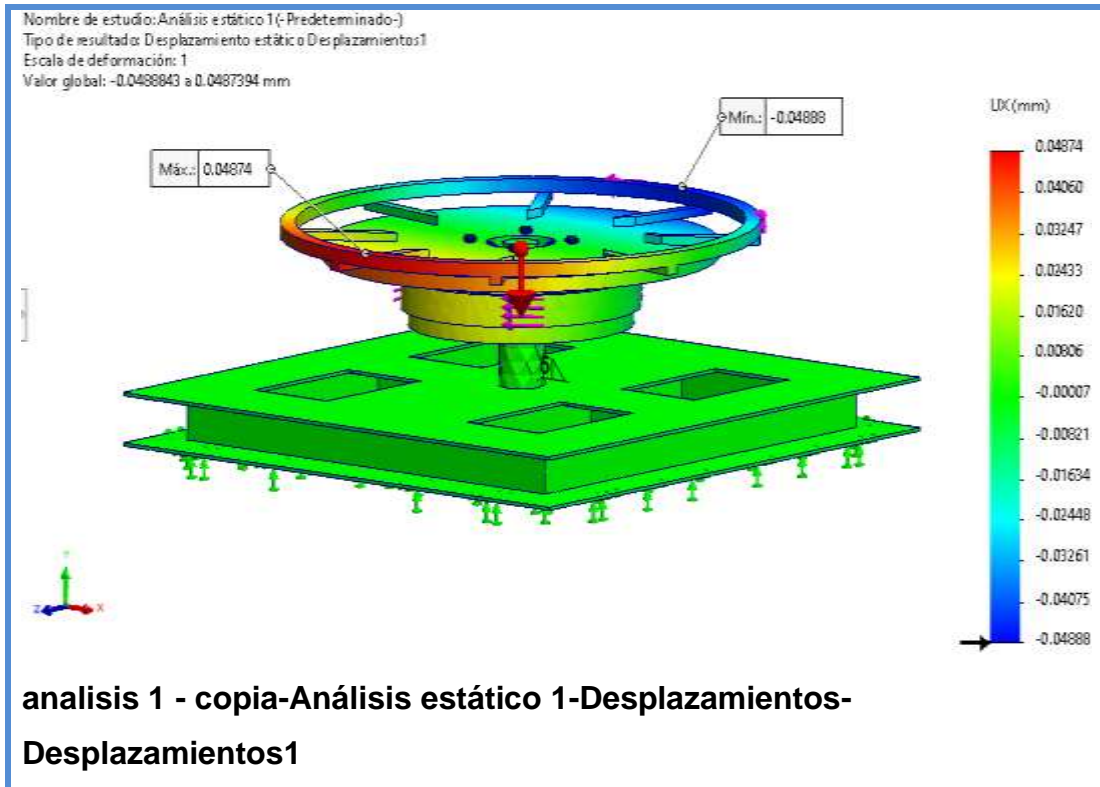 Nombre de estudio:Análisis estático 1(-Predeterminado-)
Tipo de resultado: Desplazamiento estático Desplazamientos1
Escala de deformación: 1
Valor global: -0.0488843 a 0.0487394 mm
UX (mm)
Mín.: -0.04888
Máx.: 0.04874
0.04874
0.04060
0.03247
0.02433
0.01620
0.00806
-0.00007
-0.00821
-0.01634
-0.02448
-0.03261
-0.04075
-0.04888
Y
Z X
analisis 1 - copia-Análisis estático 1-Desplazamientos-
Desplazamientos1